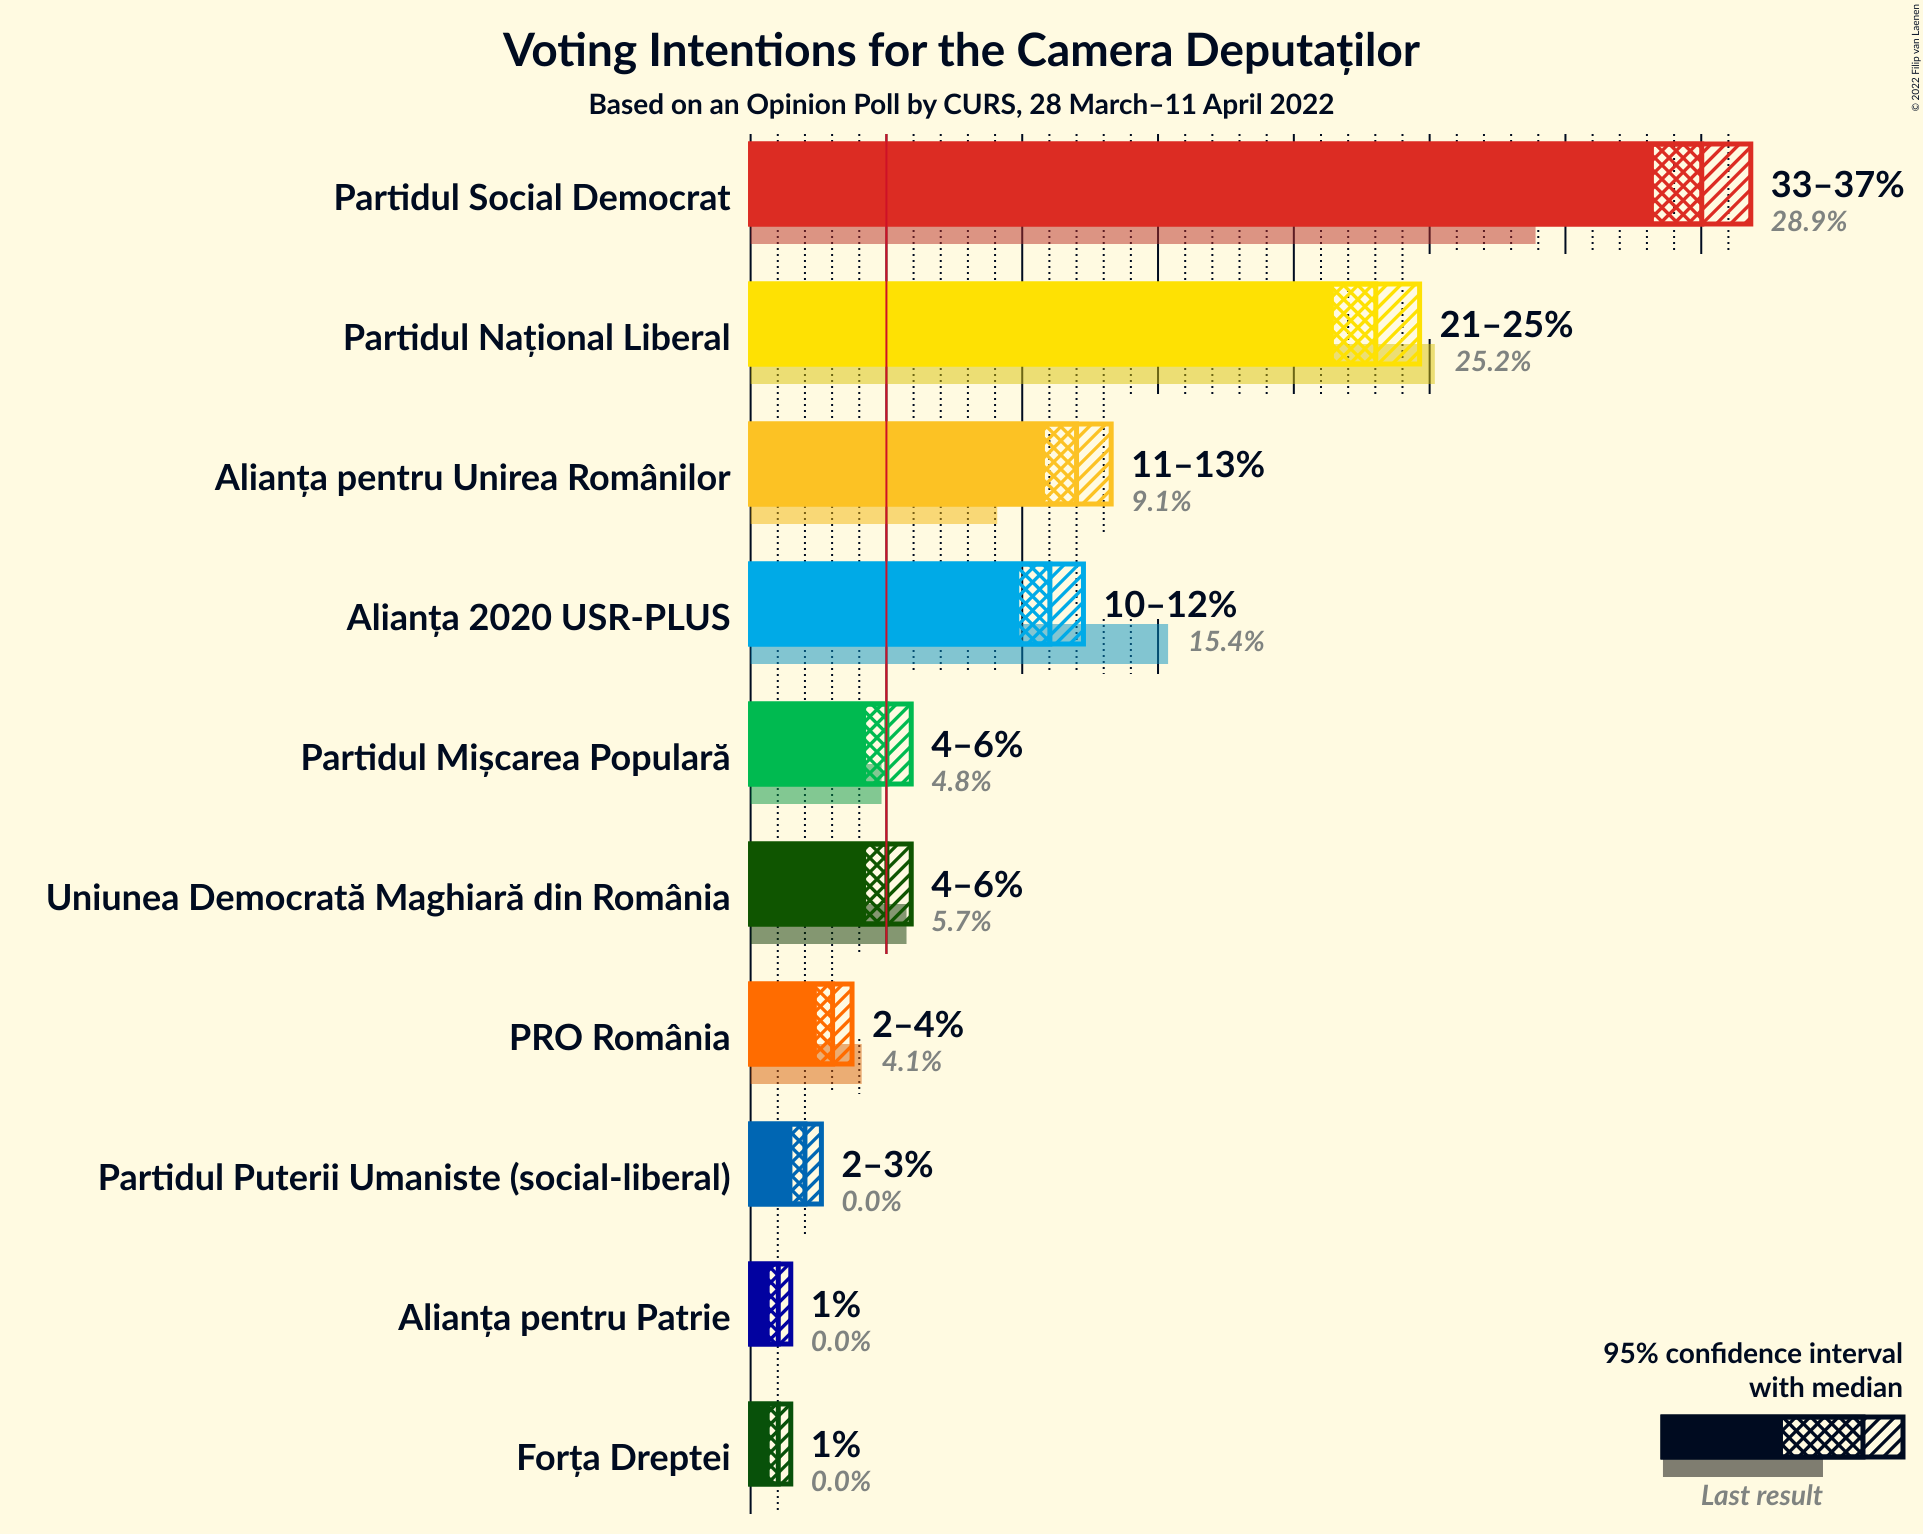 Voting Intentions for the Camera Deputaților
Based on an Opinion Poll by CURS, 28 March–11 April 2022
© 2022 Filip van Laenen
Partidul Social Democrat
33–37%
28.9%
Partidul Național Liberal
21–25%
25.2%
Alianța pentru Unirea Românilor
11–13%
9.1%
Alianța 2020 USR-PLUS
10–12%
15.4%
Partidul Mișcarea Populară
4–6%
4.8%
Uniunea Democrată Maghiară din România
4–6%
5.7%
PRO România
2–4%
4.1%
Partidul Puterii Umaniste (social-liberal)
2–3%
0.0%
Alianța pentru Patrie
1%
0.0%
Forța Dreptei
1%
0.0%
95% confidence interval
with median
Last result